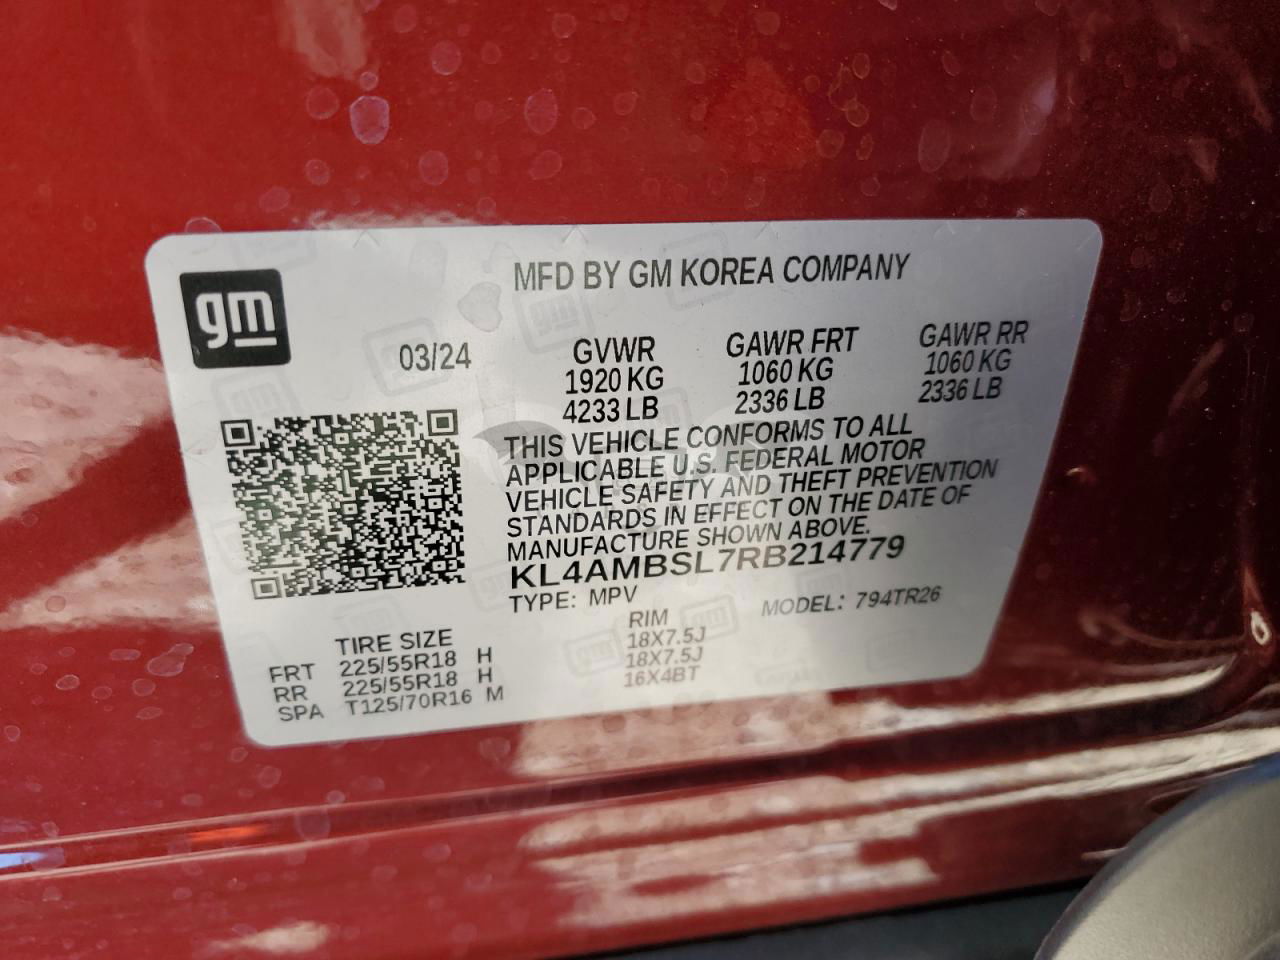 gm
MFD BY GM KOREA COMPANY
03/24
GVWR GAWR FRT GAWR RR
1920 KG 1060 KG 1060 KG
4233 LB 2336 LB 2336 LB
THIS VEHICLE CONFORMS TO ALL
APPLICABLE U.S. FEDERAL MOTOR
VEHICLE SAFETY AND THEFT PREVENTION
STANDARDS IN EFFECT ON THE DATE OF
MANUFACTURE SHOWN ABOVE.
KL4AMBSL7RB214779
TYPE: MPV MODEL: 794TR26
TIRE SIZE RIM
FRT 225/55R18 H 18X7.5J
RR 225/55R18 H 18X7.5J
SPA T125/70R16 M 16X4BT